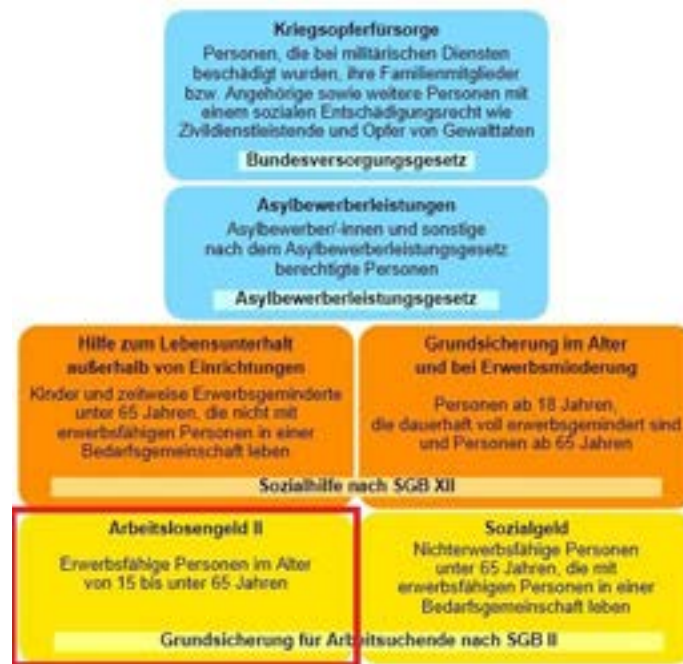 Kriegsopferfürsorge
Personen, die bei militärischen Diensten
beschädigt wurden, ihre Familienmitglieder
bzw. Angehörige sowie weitere Personen mit
einem sozialen Entschädigungsrecht wie
Zivildienstleistende und Opfer von Gewalttaten
Bundesversorgungsgesetz
Asylbewerberleistungen
Asylbewerber/-innen und sonstige
nach dem Asylbewerberleistungsgesetz
berechtigte Personen
Asylbewerberleistungsgesetz
Hilfe zum Lebensunterhalt
außerhalb von Einrichtungen
Kinder und zeitweise Erwerbsgeminderte
unter 65 Jahren, die nicht mit
erwerbsfähigen Personen in einer
Bedarfsgemeinschaft leben
Grundsicherung im Alter
und bei Erwerbsminderung
Personen ab 18 Jahren,
die dauerhaft voll erwerbsgemindert sind
und Personen ab 65 Jahren
Sozialhilfe nach SGB XII
Arbeitslosengeld II
Erwerbsfähige Personen im Alter
von 15 bis unter 65 Jahren
Sozialgeld
Nichterwerbsfähige Personen
unter 65 Jahren, die mit
erwerbsfähigen Personen in einer
Bedarfsgemeinschaft leben
Grundsicherung für Arbeitsuchende nach SGB II